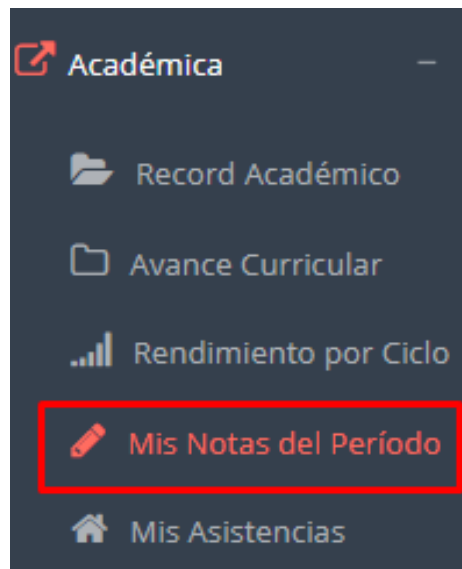 Académica
Record Académico
Avance Curricular
Rendimiento por Ciclo
Mis Notas del Período
Mis Asistencias